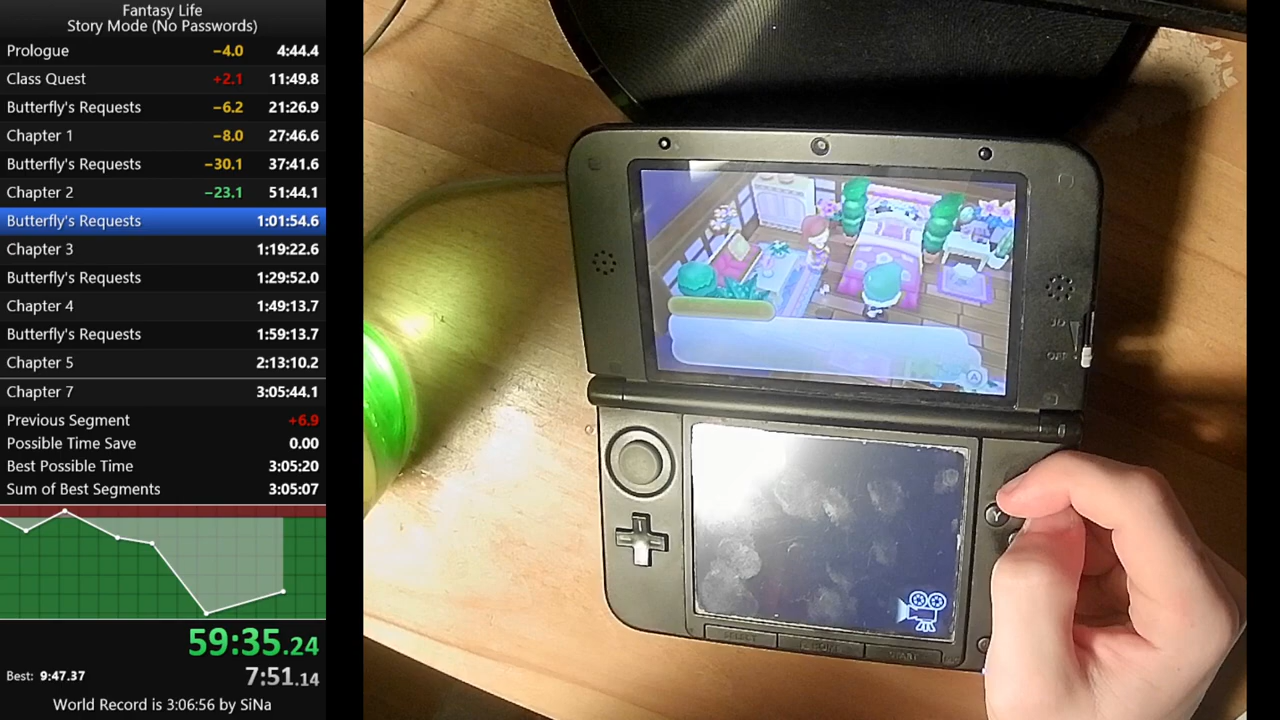 Fantasy Life
Story Mode (No Passwords)
Prologue −4.0 4:44.4
Class Quest +2.1 11:49.8
Butterfly's Requests −6.2 21:26.9
Chapter 1 −8.0 27:46.6
Butterfly's Requests −30.1 37:41.6
Chapter 2 −23.1 51:44.1
Butterfly's Requests 1:01:54.6
Chapter 3 1:19:22.6
Butterfly's Requests 1:29:52.0
Chapter 4 1:49:13.7
Butterfly's Requests 1:59:13.7
Chapter 5 2:13:10.2
Chapter 7 3:05:44.1
Previous Segment +6.9
Possible Time Save 0.00
Best Possible Time 3:05:20
Sum of Best Segments 3:05:07
59:35.24
Best: 9:47.37 7:51.14
World Record is 3:06:56 by SiNa
3D
OFF
A
Y
SELECT
START